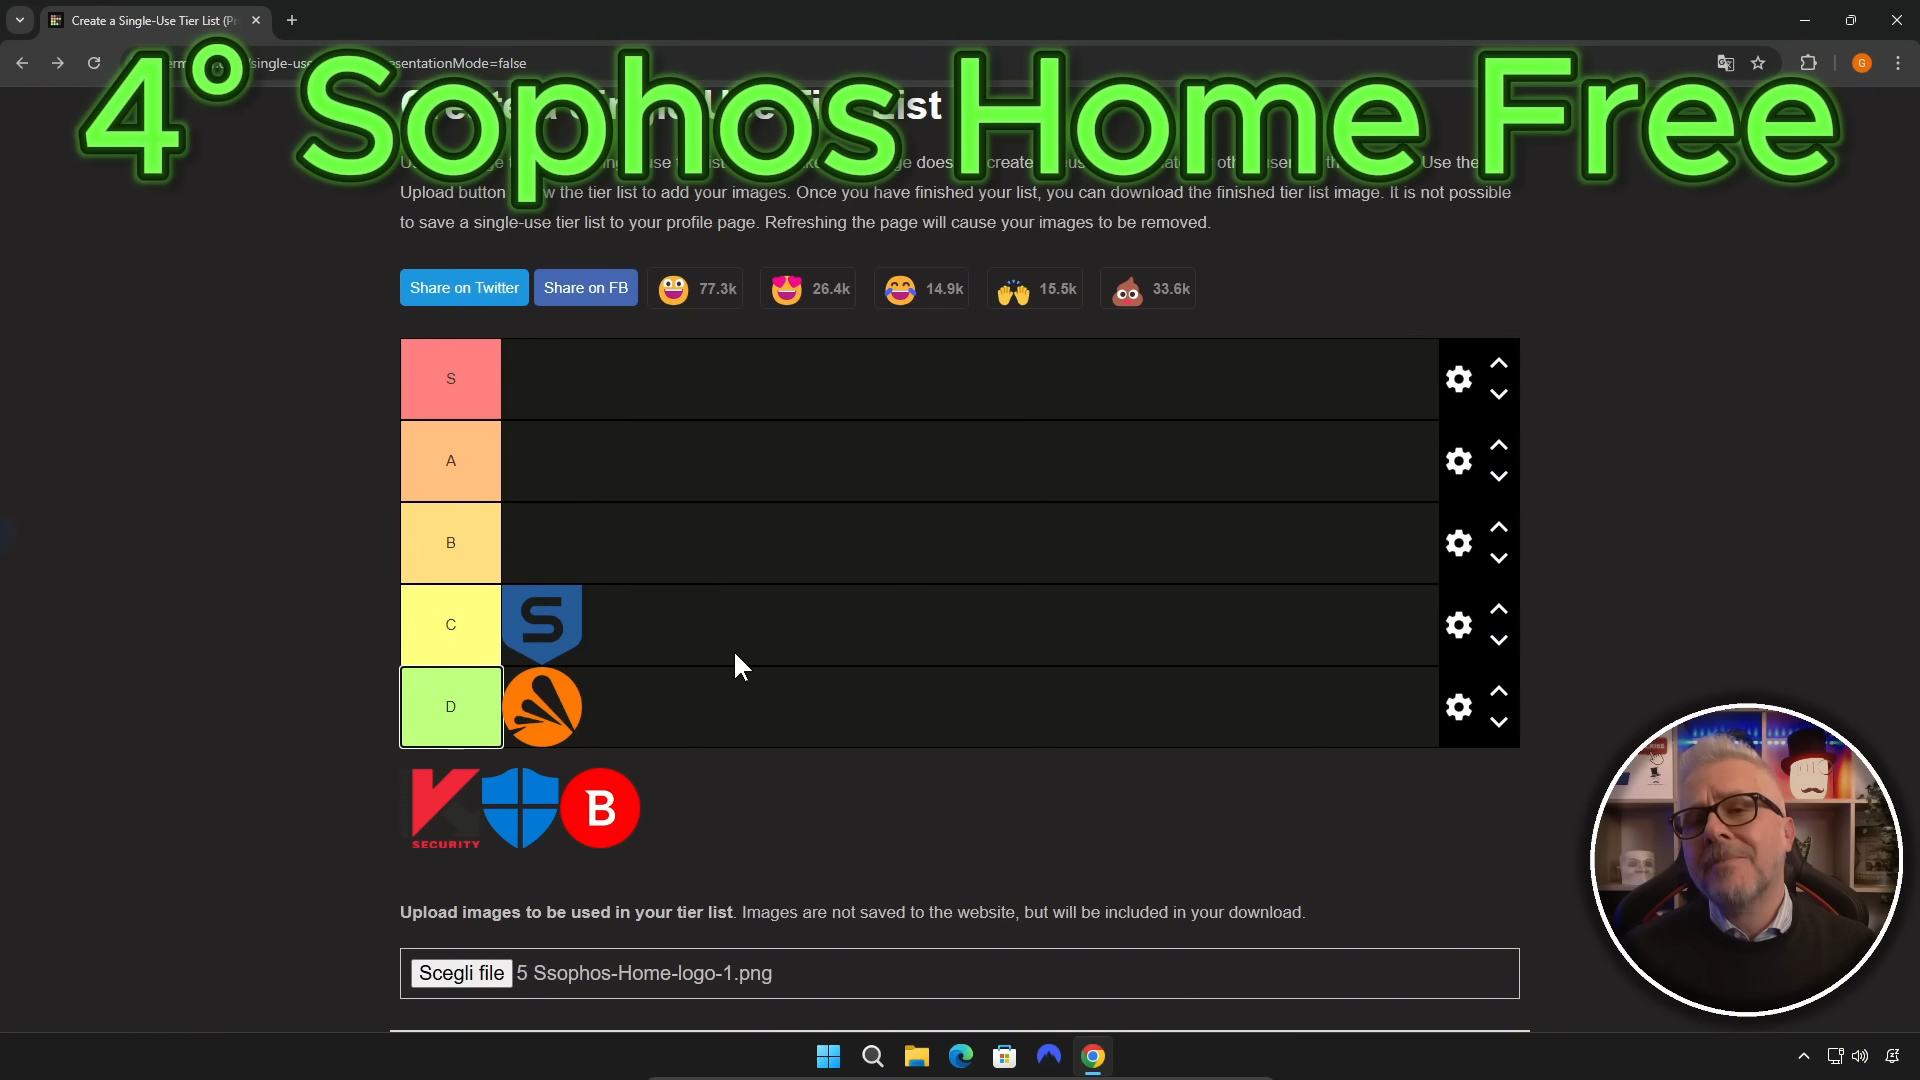 Create a Single-Use Tier List (Pr
4° Sophos Home Free
Upload button the tier list to add your images. Once you have finished your list, you can download the finished tier list image. It is not possible
to save a single-use tier list to your profile page. Refreshing the page will cause your images to be removed.
Share on Twitter
Share on FB
77.3k
26.4k
14.9k
15.5k
33.6k
S
A
B
C
S
D
SECURITY
B
Upload images to be used in your tier list. Images are not saved to the website, but will be included in your download.
Scegli file 5 Ssophos-Home-logo-1.png
G